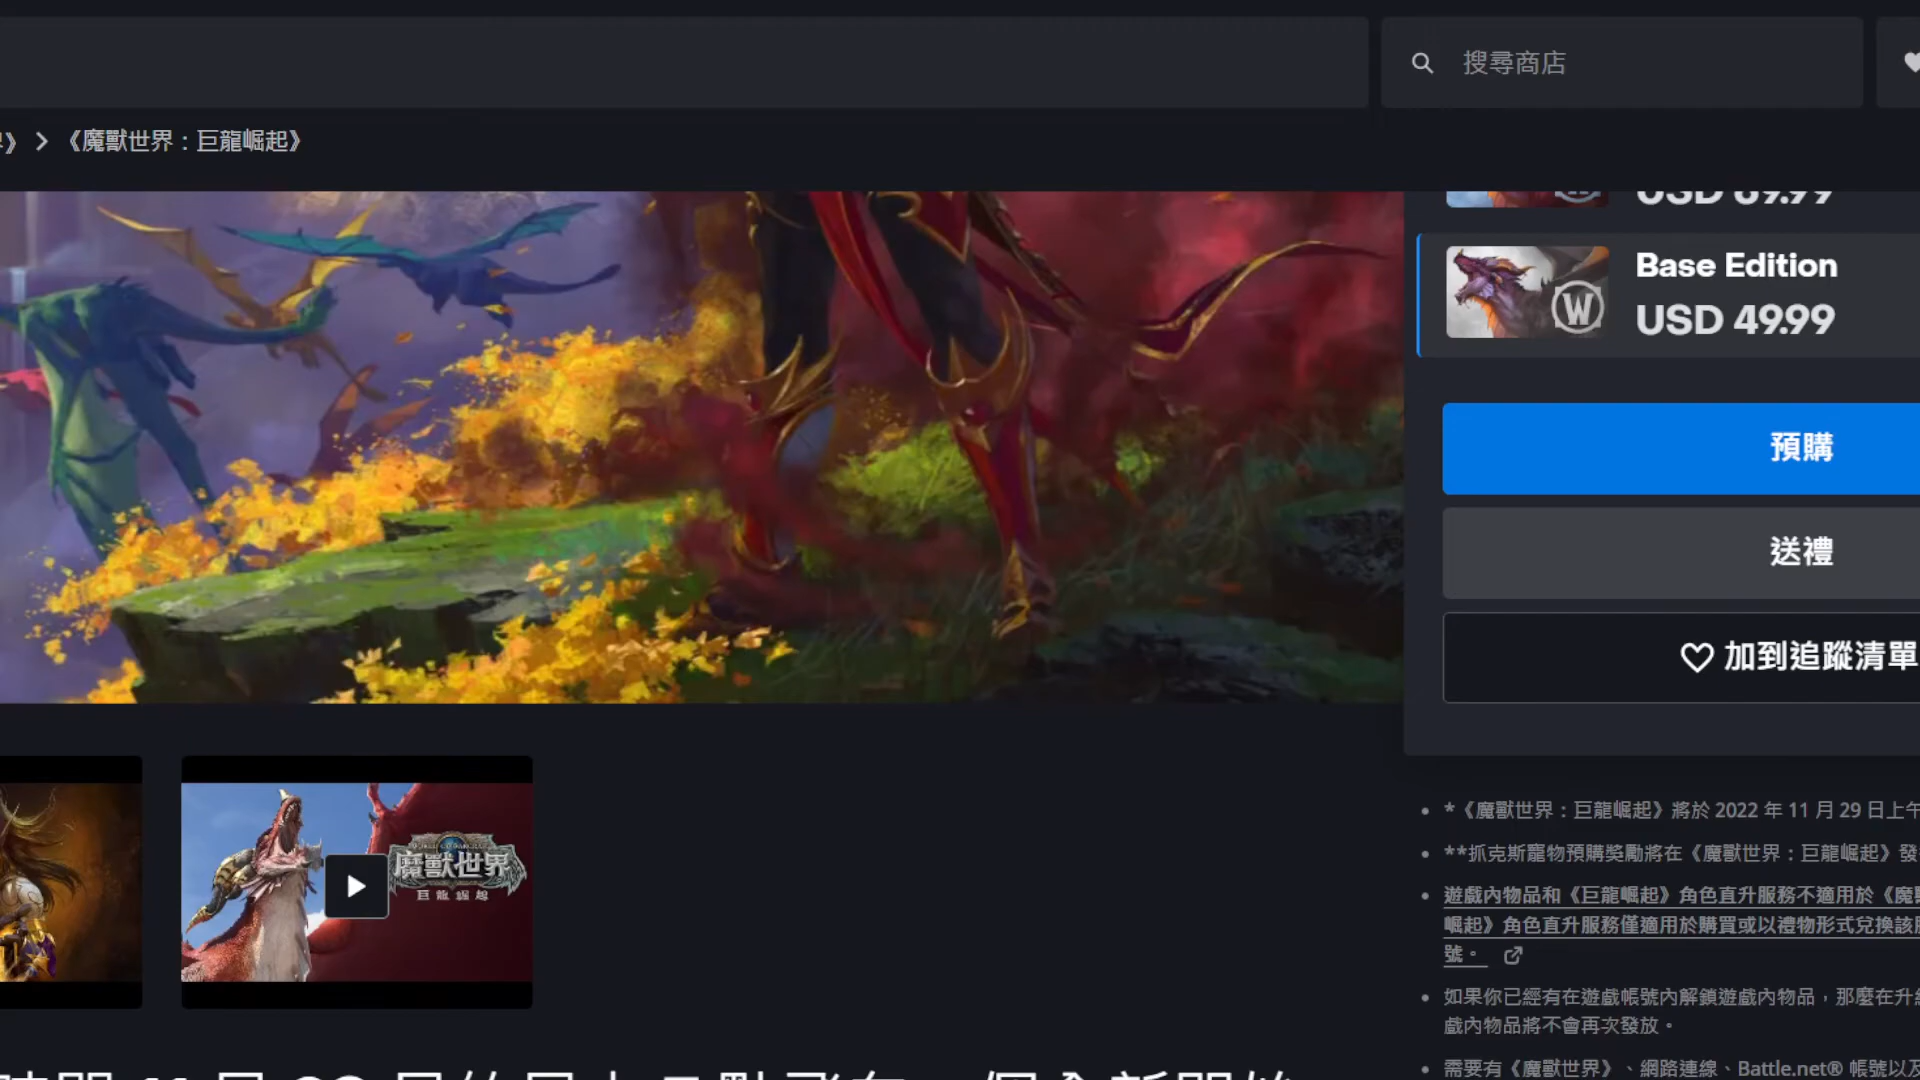 搜尋商店
《魔獸世界：巨龍崛起》
USD 69.99
Base Edition
USD 49.99
預購
送禮
加到追蹤清單
魔獸世界
巨龍崛起
*《魔獸世界：巨龍崛起》將於 2022 年 11 月 29 日上午
**抓克斯寵物預購獎勵將在《魔獸世界：巨龍崛起》發
遊戲內物品和《巨龍崛起》角色直升服務不適用於《魔獸
崛起》角色直升服務僅適用於購買或以禮物形式兌換該服
號。
如果你已經有在遊戲帳號內解鎖遊戲內物品，那麼在升級
戲內物品將不會再次發放。
需要有《魔獸世界》、網路連線、Battle.net® 帳號以及